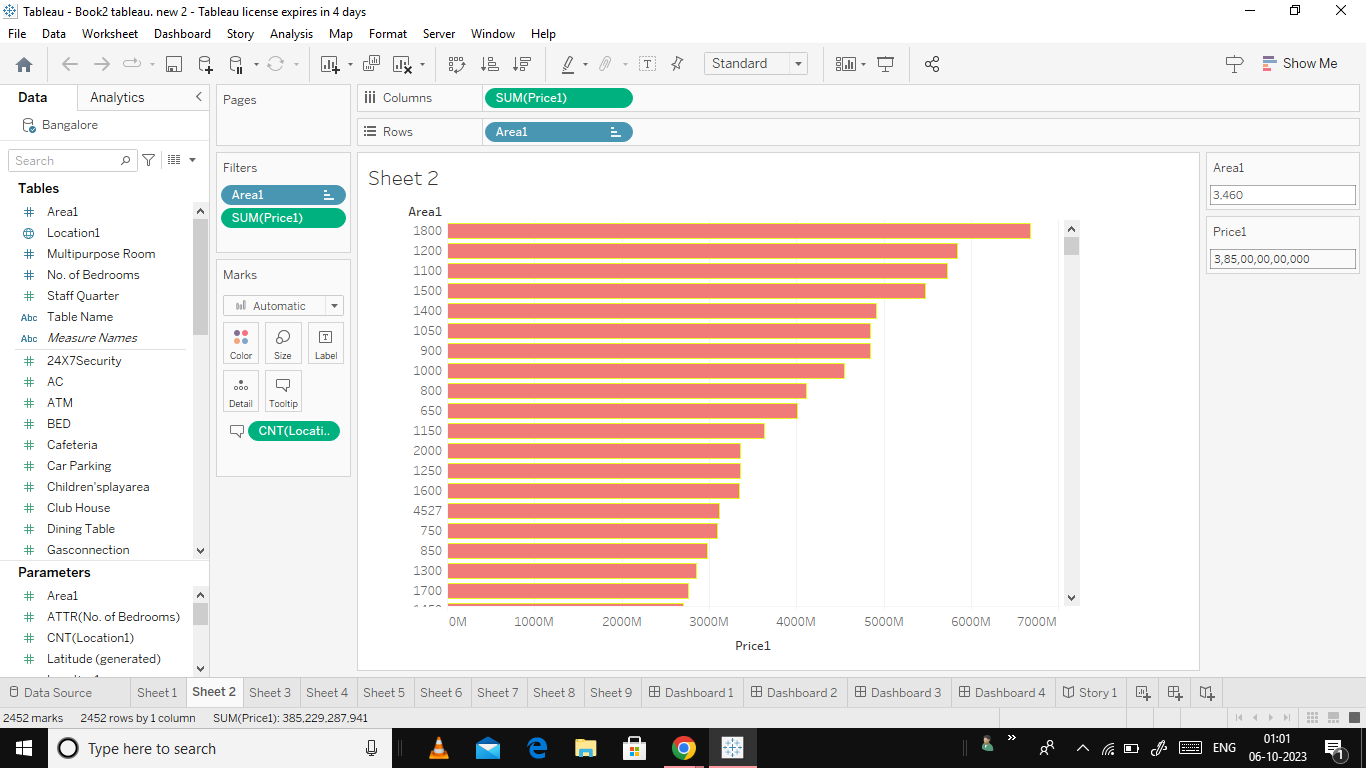 Tableau - Book2 tableau. new 2 - Tableau license expires in 4 days
File Data Worksheet Dashboard Story Analysis Map Format Server Window Help
Standard
Show Me
Data Analytics
Bangalore
Search
Tables
Area1
Location1
Multipurpose Room
No. of Bedrooms
Staff Quarter
Abc Table Name
Abc Measure Names
24X7Security
AC
ATM
BED
Cafeteria
Car Parking
Children'splayarea
Club House
Dining Table
Gasconnection
Parameters
Area1
ATTR(No. of Bedrooms)
CNT(Location1)
Latitude (generated)
Pages
Filters
Area1
SUM(Price1)
Marks
Automatic
Color Size Label
Detail Tooltip
CNT(Locati..
Columns SUM(Price1)
Rows Area1
Sheet 2
Area1
1800
1200
1100
1500
1400
1050
900
1000
800
650
1150
2000
1250
1600
4527
750
850
1300
1700
0M 1000M 2000M 3000M 4000M 5000M 6000M 7000M
Price1
Area1
3,460
Price1
3,85,00,00,00,000
Data Source Sheet 1 Sheet 2 Sheet 3 Sheet 4 Sheet 5 Sheet 6 Sheet 7 Sheet 8 Sheet 9 Dashboard 1 Dashboard 2 Dashboard 3 Dashboard 4 Story 1
2452 marks 2452 rows by 1 column SUM(Price1): 385,229,287,941
Type here to search
ENG
01:01
06-10-2023
1